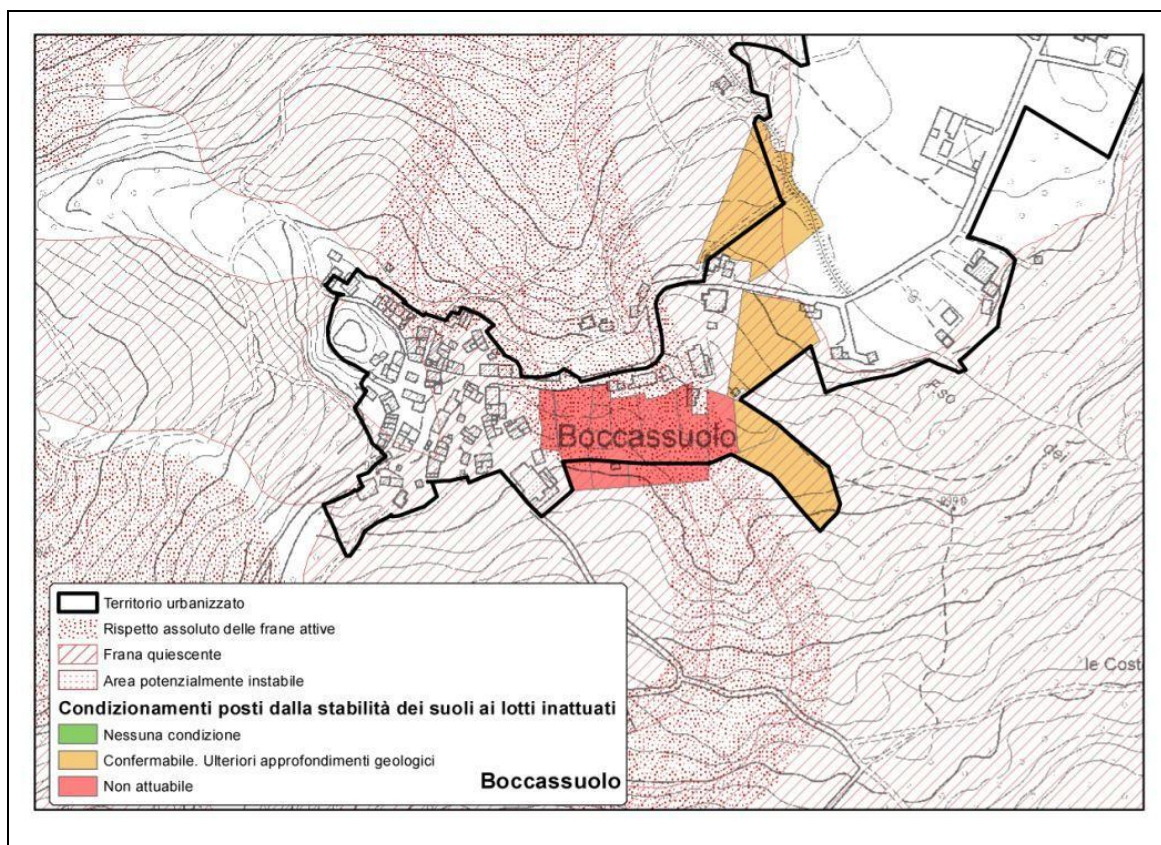 Boccassuolo
F.so
dei
le Cost
Territorio urbanizzato
Rispetto assoluto delle frane attive
Frana quiescente
Area potenzialmente instabile
Condizionamenti posti dalla stabilità dei suoli ai lotti inattuati
Nessuna condizione
Confermabile. Ulteriori approfondimenti geologici
Non attuabile
Boccassuolo